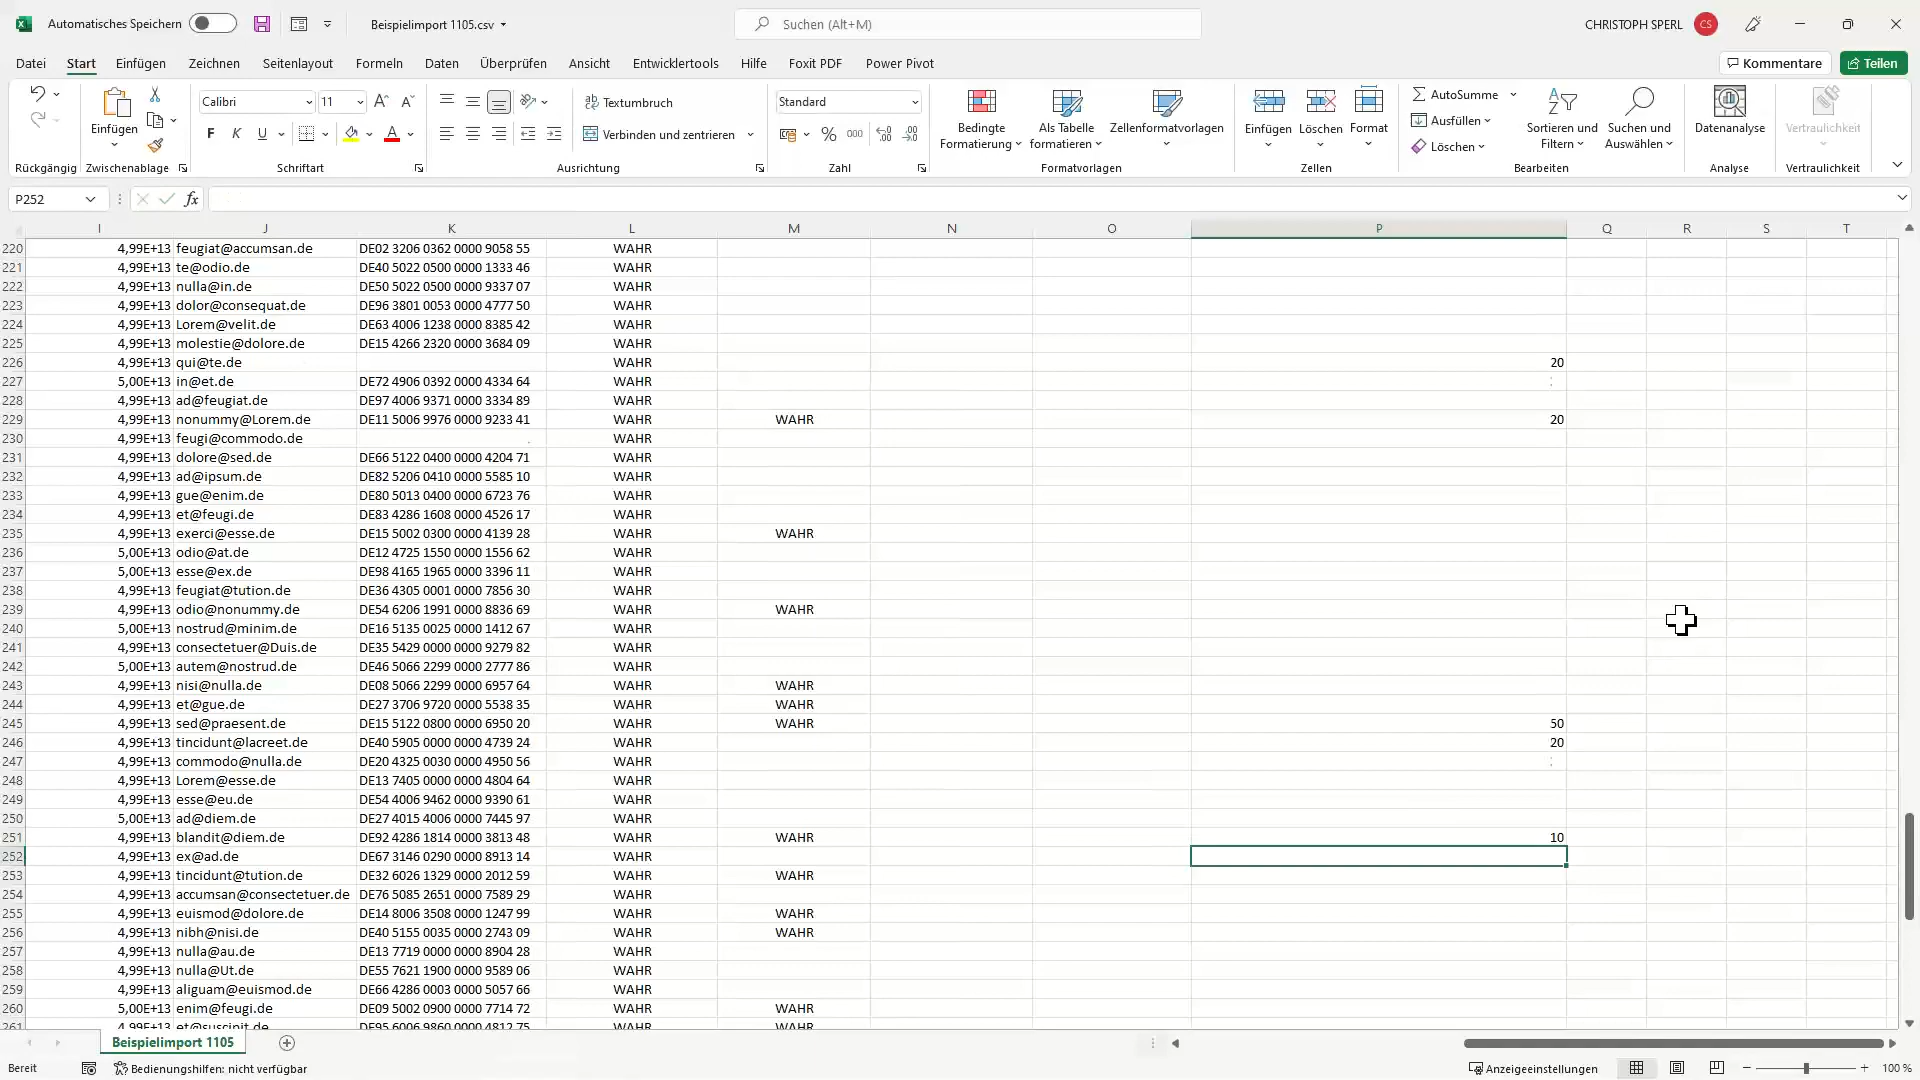 Automatisches Speichern
Beispielimport 1105.csv
Suchen (Alt+M)
CHRISTOPH SPERL
CS
Datei Start Einfügen Zeichnen Seitenlayout Formeln Daten Überprüfen Ansicht Entwicklertools Hilfe Foxit PDF Power Pivot Kommentare Teilen
Einfügen
Calibri 11
F K U
Textumbruch
Verbinden und zentrieren
Standard
% 000
Bedingte Formatierung
Als Tabelle formatieren
Zellenformatvorlagen
Einfügen Löschen Format
AutoSumme
Ausfüllen
Löschen
Sortieren und Filtern
Suchen und Auswählen
Datenanalyse
Vertraulichkeit
Rückgängig Zwischenablage Schriftart Ausrichtung Zahl Formatvorlagen Zellen Bearbeiten Analyse Vertraulichkeit
P252 fx
I J K L M N O P Q R S T
220 4,99E+13 feugiat@accumsan.de DE02 3206 0362 0000 9058 55 WAHR
221 4,99E+13 te@odio.de DE40 5022 0500 0000 1333 46 WAHR
222 4,99E+13 nulla@in.de DE50 5022 0500 0000 9337 07 WAHR
223 4,99E+13 dolor@consequat.de DE96 3801 0053 0000 4777 50 WAHR
224 4,99E+13 Lorem@velit.de DE63 4006 1238 0000 8385 42 WAHR
225 4,99E+13 molestie@dolore.de DE15 4266 2320 0000 3684 09 WAHR
226 4,99E+13 qui@te.de WAHR 20
227 5,00E+13 in@et.de DE72 4906 0392 0000 4334 64 WAHR
228 4,99E+13 ad@feugiat.de DE97 4006 9371 0000 3334 89 WAHR
229 4,99E+13 nonummy@Lorem.de DE11 5006 9976 0000 9233 41 WAHR WAHR 20
230 4,99E+13 feugi@commodo.de WAHR
231 4,99E+13 dolore@sed.de DE66 5122 0400 0000 4204 71 WAHR
232 4,99E+13 ad@ipsum.de DE82 5206 0410 0000 5585 10 WAHR
233 4,99E+13 gue@enim.de DE80 5013 0400 0000 6723 76 WAHR
234 4,99E+13 et@feugi.de DE83 4286 1608 0000 4526 17 WAHR
235 4,99E+13 exerci@esse.de DE15 5002 0300 0000 4139 28 WAHR WAHR
236 5,00E+13 odio@at.de DE12 4725 1550 0000 1556 62 WAHR
237 5,00E+13 esse@ex.de DE98 4165 1965 0000 3396 11 WAHR
238 4,99E+13 feugiat@tution.de DE36 4305 0001 0000 7856 30 WAHR
239 4,99E+13 odio@nonummy.de DE54 6206 1991 0000 8836 69 WAHR WAHR
240 5,00E+13 nostrud@minim.de DE16 5135 0025 0000 1412 67 WAHR
241 4,99E+13 consectetuer@Duis.de DE35 5429 0000 0000 9279 82 WAHR
242 5,00E+13 autem@nostrud.de DE46 5066 2299 0000 2777 86 WAHR
243 4,99E+13 nisi@nulla.de DE08 5066 2299 0000 6957 64 WAHR WAHR
244 4,99E+13 et@gue.de DE27 3706 9720 0000 5538 35 WAHR WAHR
245 4,99E+13 sed@praesent.de DE15 5122 0800 0000 6950 20 WAHR WAHR 50
246 4,99E+13 tincidunt@lacreet.de DE40 5905 0000 0000 4739 24 WAHR 20
247 4,99E+13 commodo@nulla.de DE20 4325 0030 0000 4950 56 WAHR
248 4,99E+13 Lorem@esse.de DE13 7405 0000 0000 4804 64 WAHR
249 4,99E+13 esse@eu.de DE54 4006 9462 0000 9390 61 WAHR
250 5,00E+13 ad@diem.de DE27 4015 4006 0000 7445 97 WAHR
251 4,99E+13 blandit@diem.de DE92 4286 1814 0000 3813 48 WAHR WAHR 10
252 4,99E+13 ex@ad.de DE67 3146 0290 0000 8913 14 WAHR
253 4,99E+13 tincidunt@tution.de DE32 6026 1329 0000 2012 59 WAHR WAHR
254 4,99E+13 accumsan@consectetuer.de DE76 5085 2651 0000 7589 29 WAHR
255 4,99E+13 euismod@dolore.de DE14 8006 3508 0000 1247 99 WAHR WAHR
256 4,99E+13 nibh@nisi.de DE40 5155 0035 0000 2743 09 WAHR WAHR
257 4,99E+13 nulla@au.de DE13 7719 0000 0000 8904 28 WAHR
258 4,99E+13 nulla@Ut.de DE55 7621 1900 0000 9589 06 WAHR
259 4,99E+13 aliguam@euismod.de DE66 4286 0003 0000 5057 66 WAHR
260 5,00E+13 enim@feugi.de DE09 5002 0900 0000 7714 72 WAHR WAHR
261 4,99E+13 et@suscipit.de DE95 6006 9860 0000 4812 75 WAHR WAHR
Beispielimport 1105
Bereit Bedienungshilfen: nicht verfügbar Anzeigeeinstellungen 100 %